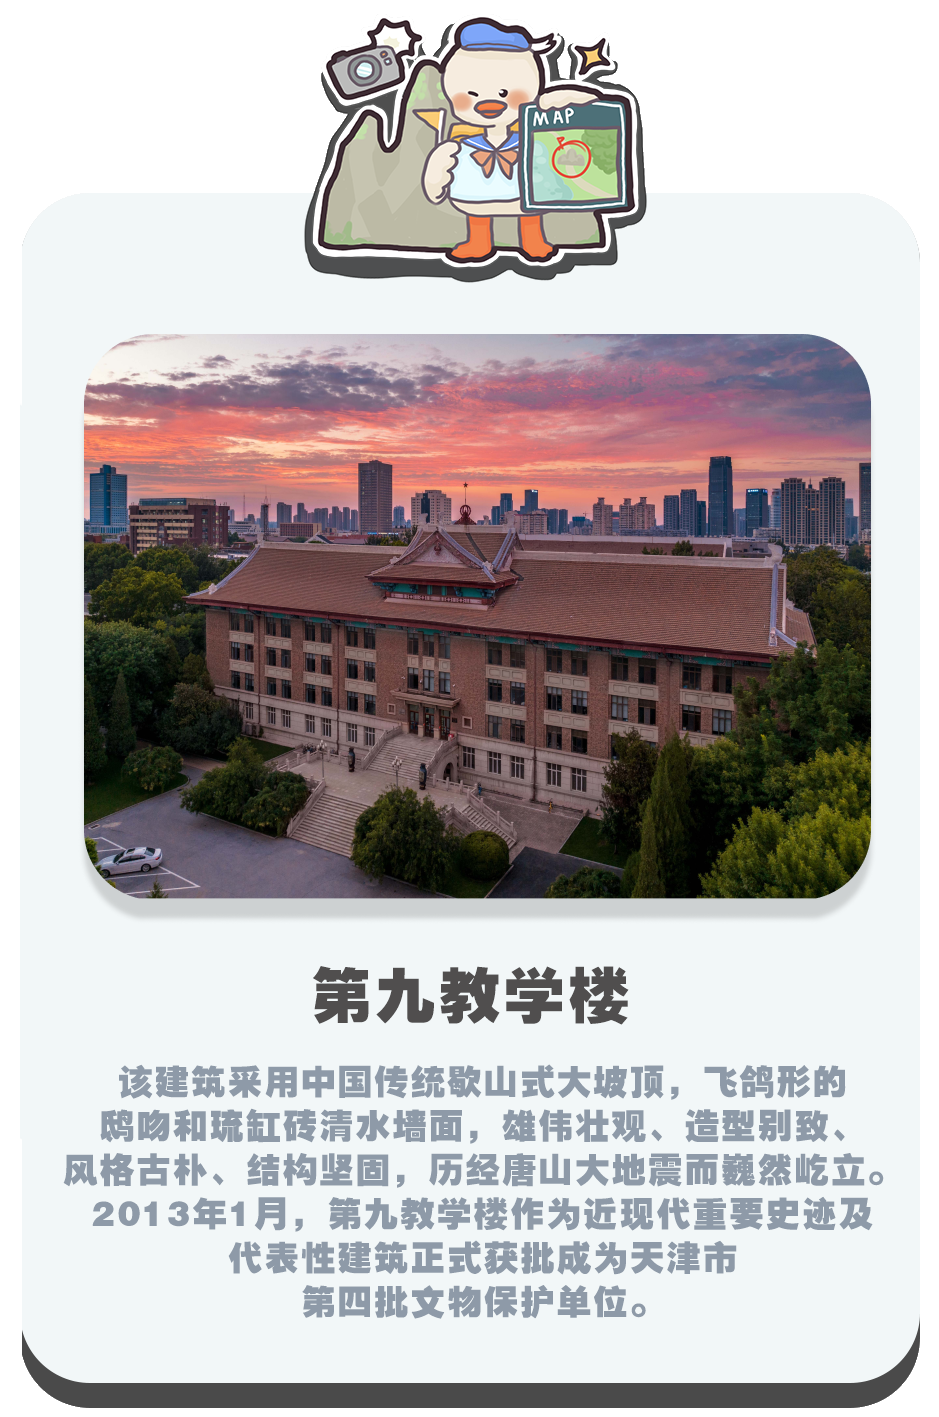 MAP
第九教学楼
该建筑采用中国传统歇山式大坡顶，飞鸽形的
鸱吻和琉缸砖清水墙面，雄伟壮观、造型别致、
风格古朴、结构坚固，历经唐山大地震而巍然屹立。
2013年1月，第九教学楼作为近现代重要史迹及
代表性建筑正式获批成为天津市
第四批文物保护单位。